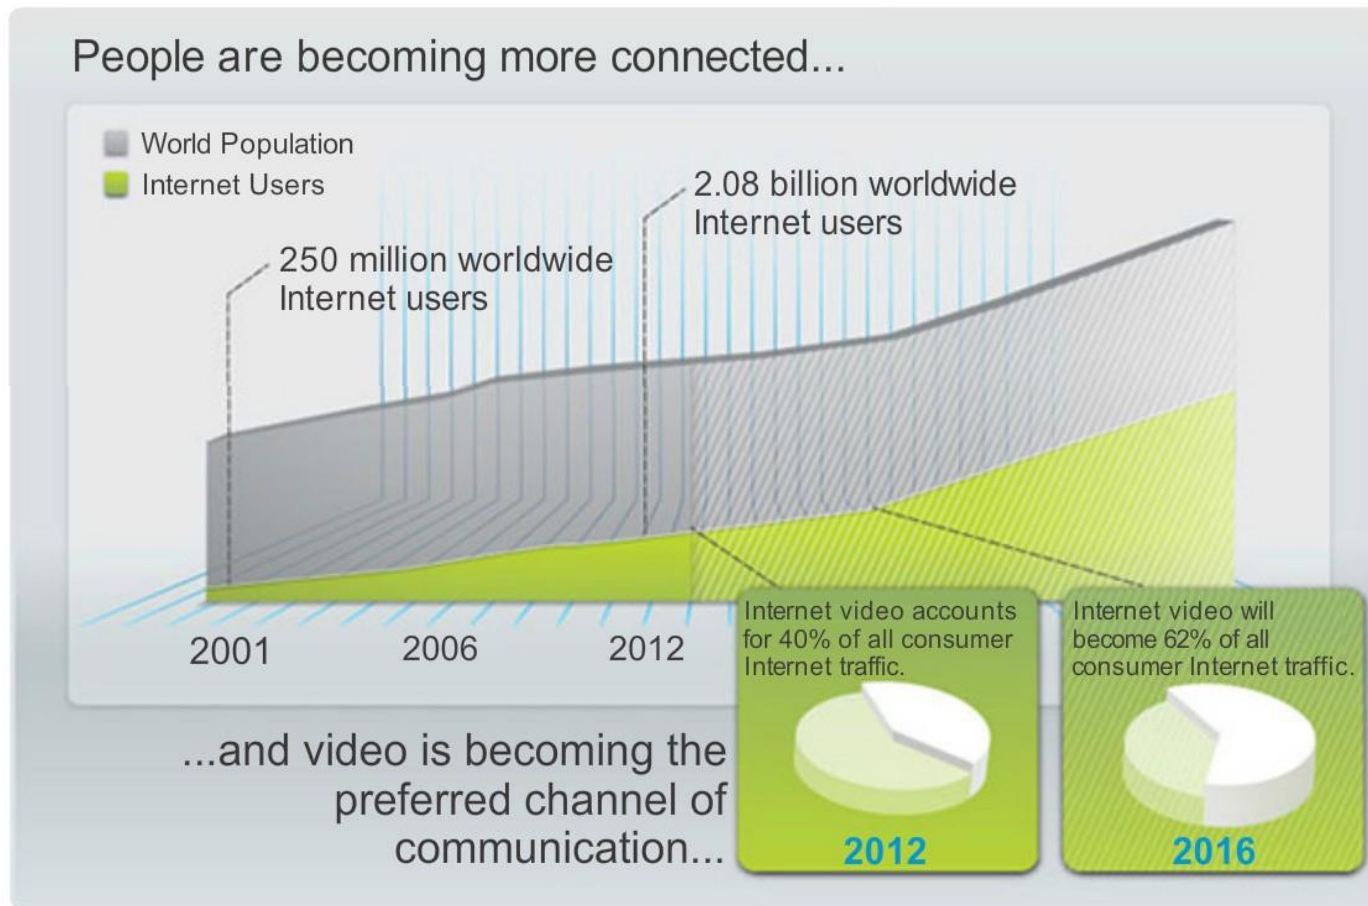 People are becoming more connected...
World Population
Internet Users
2.08 billion worldwide
Internet users
250 million worldwide
Internet users
2001
2006
2012
Internet video accounts
for 40% of all consumer
Internet traffic.
2012
Internet video will
become 62% of all
consumer Internet traffic.
2016
...and video is becoming the
preferred channel of
communication...